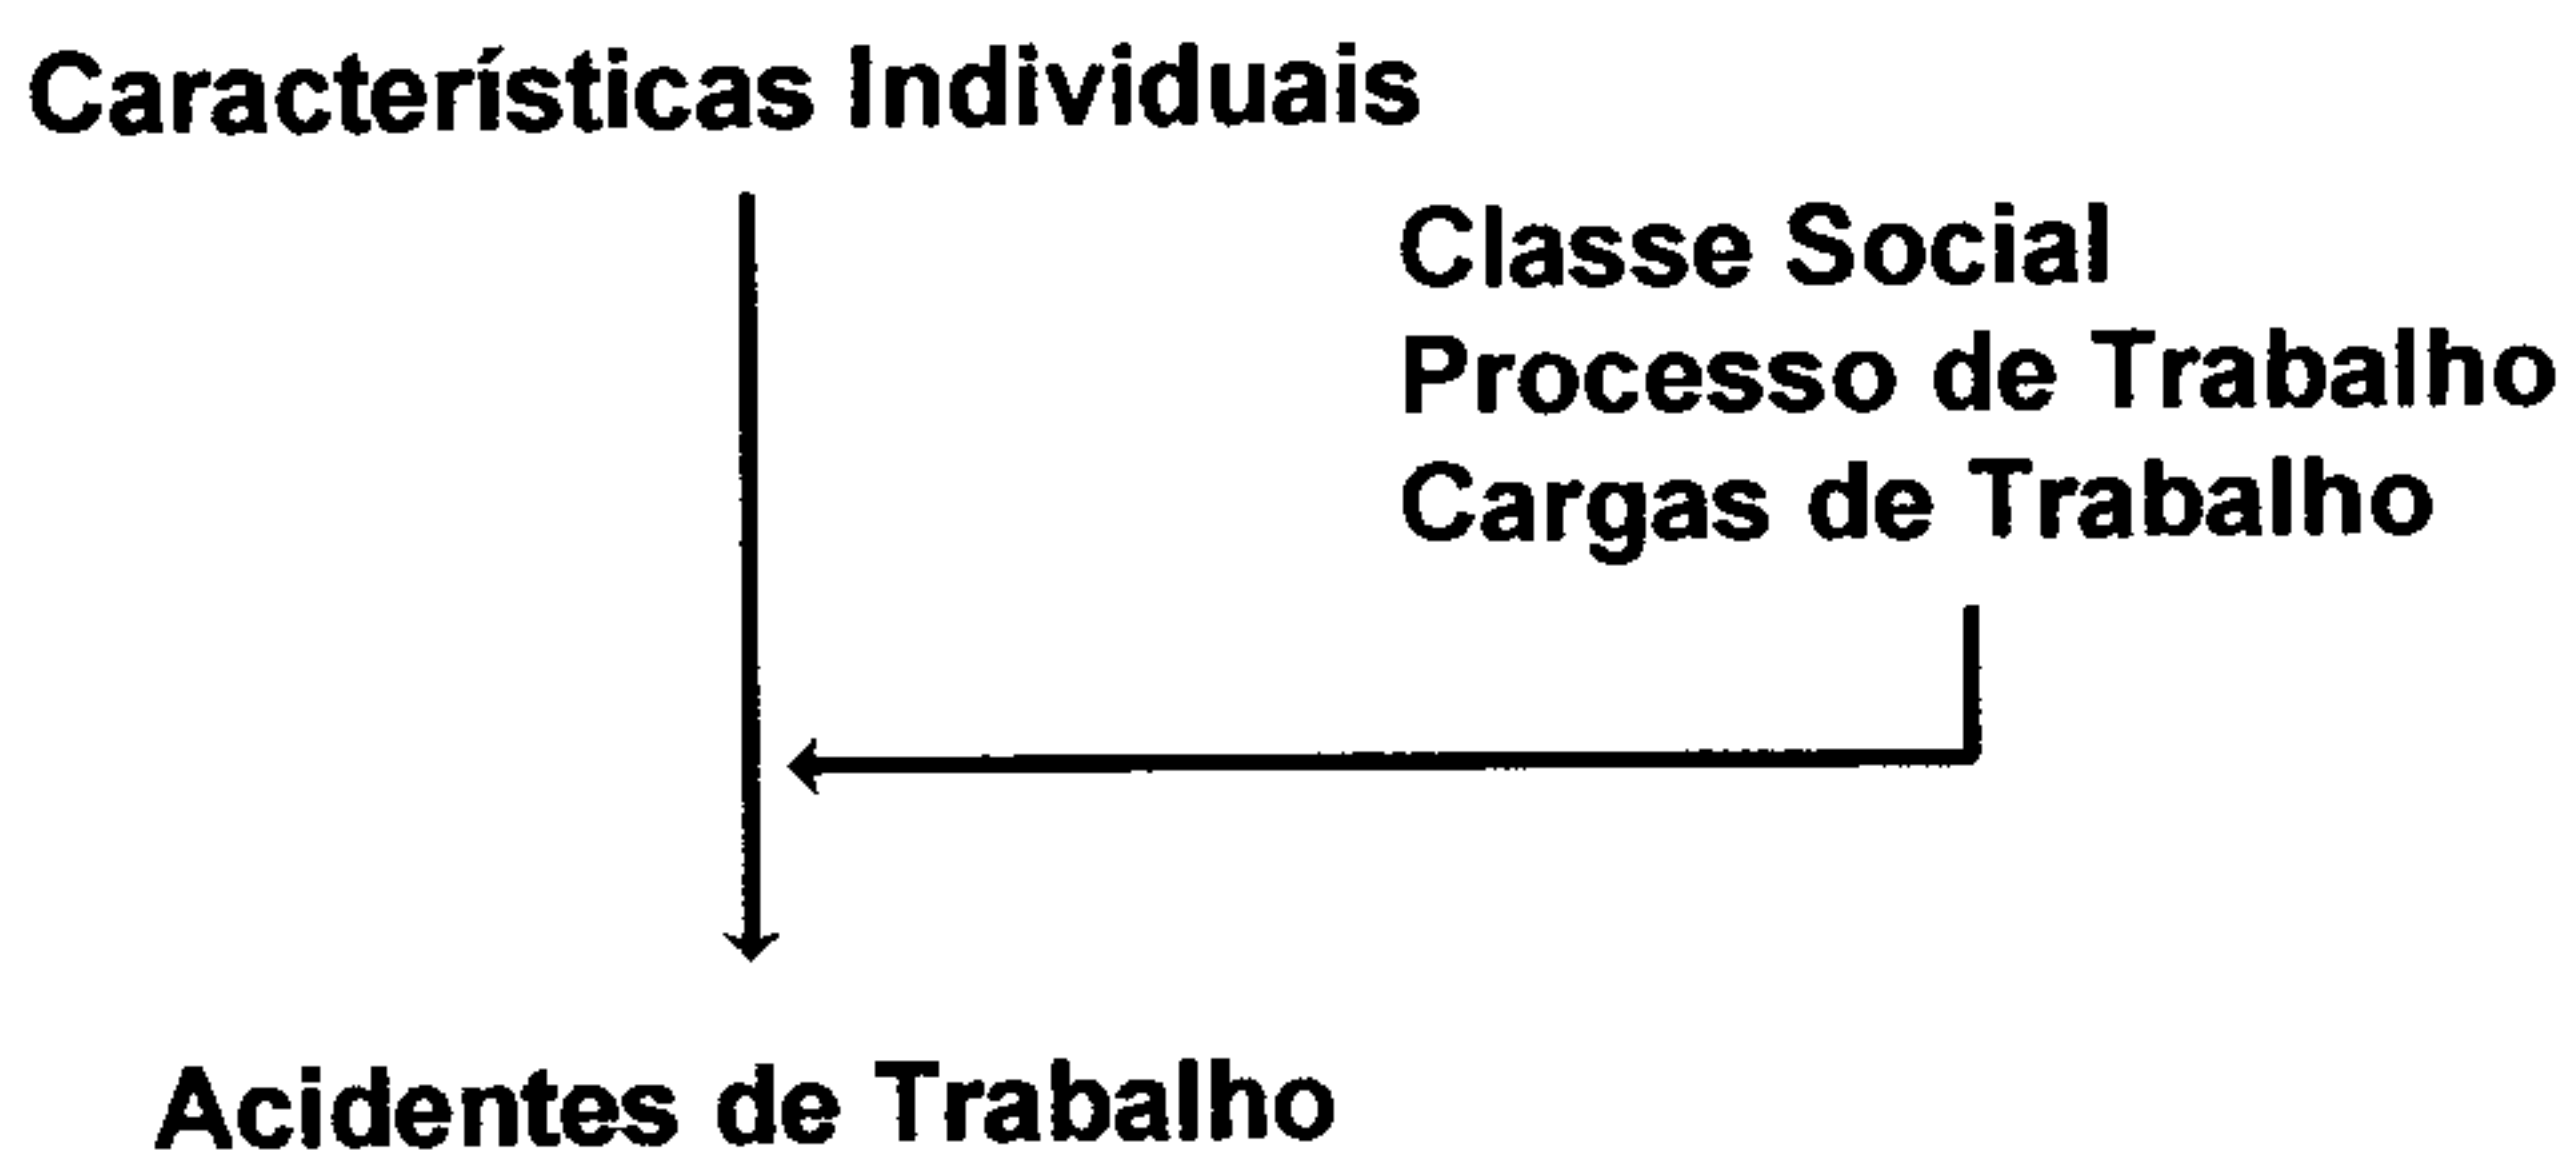 Características Individuais
Classe Social
Processo de Trabalho
Cargas de Trabalho
Acidentes de Trabalho